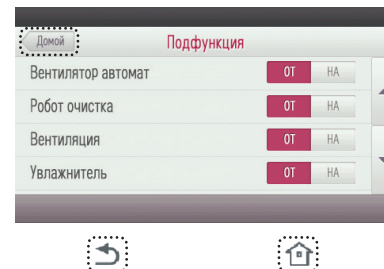 Домой Подфункция
Вентилятор автомат ОТ НА
Робот очистка ОТ НА
Вентиляция ОТ НА
Увлажнитель ОТ НА